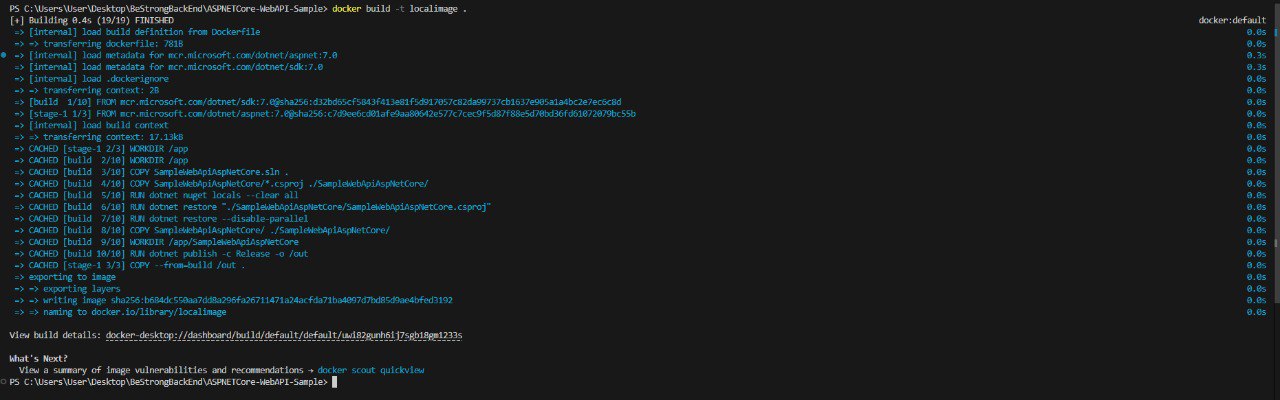 PS C:\Users\User\Desktop\BeStrongBackEnd\ASPNETCore-WebAPI-Sample> docker build -t localimage .
[+] Building 0.4s (19/19) FINISHED docker:default
=> [internal] load build definition from Dockerfile 0.0s
=> => transferring dockerfile: 781B 0.0s
=> [internal] load metadata for mcr.microsoft.com/dotnet/aspnet:7.0 0.3s
=> [internal] load metadata for mcr.microsoft.com/dotnet/sdk:7.0 0.3s
=> [internal] load .dockerignore 0.0s
=> => transferring context: 2B 0.0s
=> [build 1/10] FROM mcr.microsoft.com/dotnet/sdk:7.0@sha256:d32bd65cf5843f413e81f5d917057c82da99737cb1637e905a1a4bc2e7ec6c8d 0.0s
=> [stage-1 1/3] FROM mcr.microsoft.com/dotnet/aspnet:7.0@sha256:c7d9ee6cd01afe9aa80642e577c7cec9f5d87f88e5d70bd36fd61072079bc55b 0.0s
=> [internal] load build context 0.0s
=> => transferring context: 17.13kB 0.0s
=> CACHED [stage-1 2/3] WORKDIR /app 0.0s
=> CACHED [build 2/10] WORKDIR /app 0.0s
=> CACHED [build 3/10] COPY SampleWebApiAspNetCore.sln . 0.0s
=> CACHED [build 4/10] COPY SampleWebApiAspNetCore/*.csproj ./SampleWebApiAspNetCore/ 0.0s
=> CACHED [build 5/10] RUN dotnet nuget locals --clear all 0.0s
=> CACHED [build 6/10] RUN dotnet restore "./SampleWebApiAspNetCore/SampleWebApiAspNetCore.csproj" 0.0s
=> CACHED [build 7/10] RUN dotnet restore --disable-parallel 0.0s
=> CACHED [build 8/10] COPY SampleWebApiAspNetCore/ ./SampleWebApiAspNetCore/ 0.0s
=> CACHED [build 9/10] WORKDIR /app/SampleWebApiAspNetCore 0.0s
=> CACHED [build 10/10] RUN dotnet publish -c Release -o /out 0.0s
=> CACHED [stage-1 3/3] COPY --from=build /out . 0.0s
=> exporting to image 0.0s
=> => exporting layers 0.0s
=> => writing image sha256:b684dc550aa7dd8a296fa26711471a24acfda71ba4097d7bd85d9ae4bfed3192 0.0s
=> => naming to docker.io/library/localimage 0.0s
View build details: docker-desktop://dashboard/build/default/default/uwi82gunh6ij7sgb18gm1233s
What's Next?
View a summary of image vulnerabilities and recommendations → docker scout quickview
PS C:\Users\User\Desktop\BeStrongBackEnd\ASPNETCore-WebAPI-Sample>